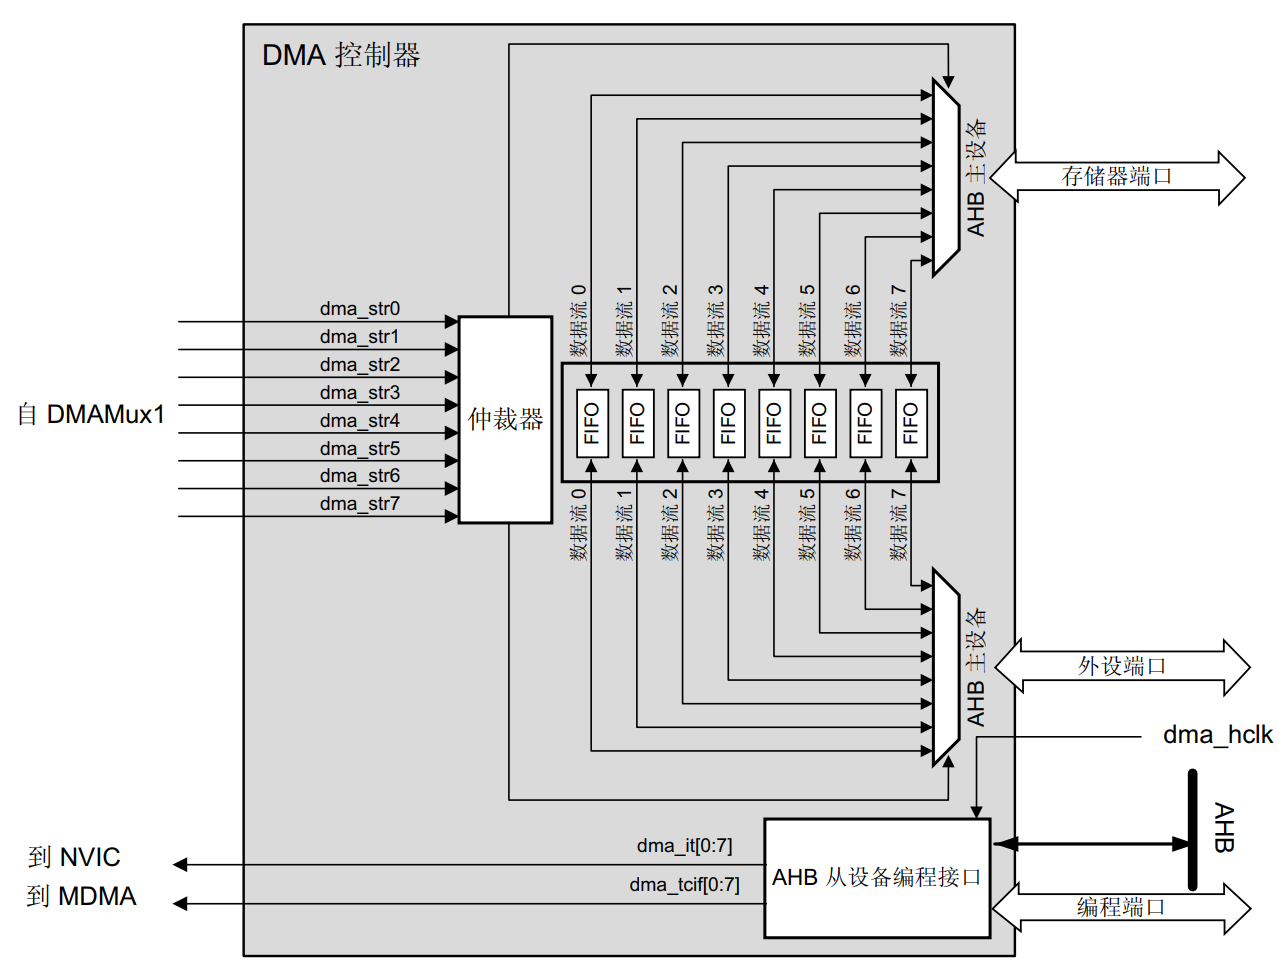 DMA 控制器
数据流 0
数据流 1
数据流 2
数据流 3
数据流 4
数据流 5
数据流 6
数据流 7
AHB 主设备
存储器端口
自 DMAMux1
dma_str0
dma_str1
dma_str2
dma_str3
dma_str4
dma_str5
dma_str6
dma_str7
仲裁器
FIFO
FIFO
FIFO
FIFO
FIFO
FIFO
FIFO
FIFO
数据流 0
数据流 1
数据流 2
数据流 3
数据流 4
数据流 5
数据流 6
数据流 7
AHB 主设备
外设端口
dma_hclk
AHB
到 NVIC
dma_it[0:7]
到 MDMA
dma_tcif[0:7]
AHB 从设备编程接口
编程端口